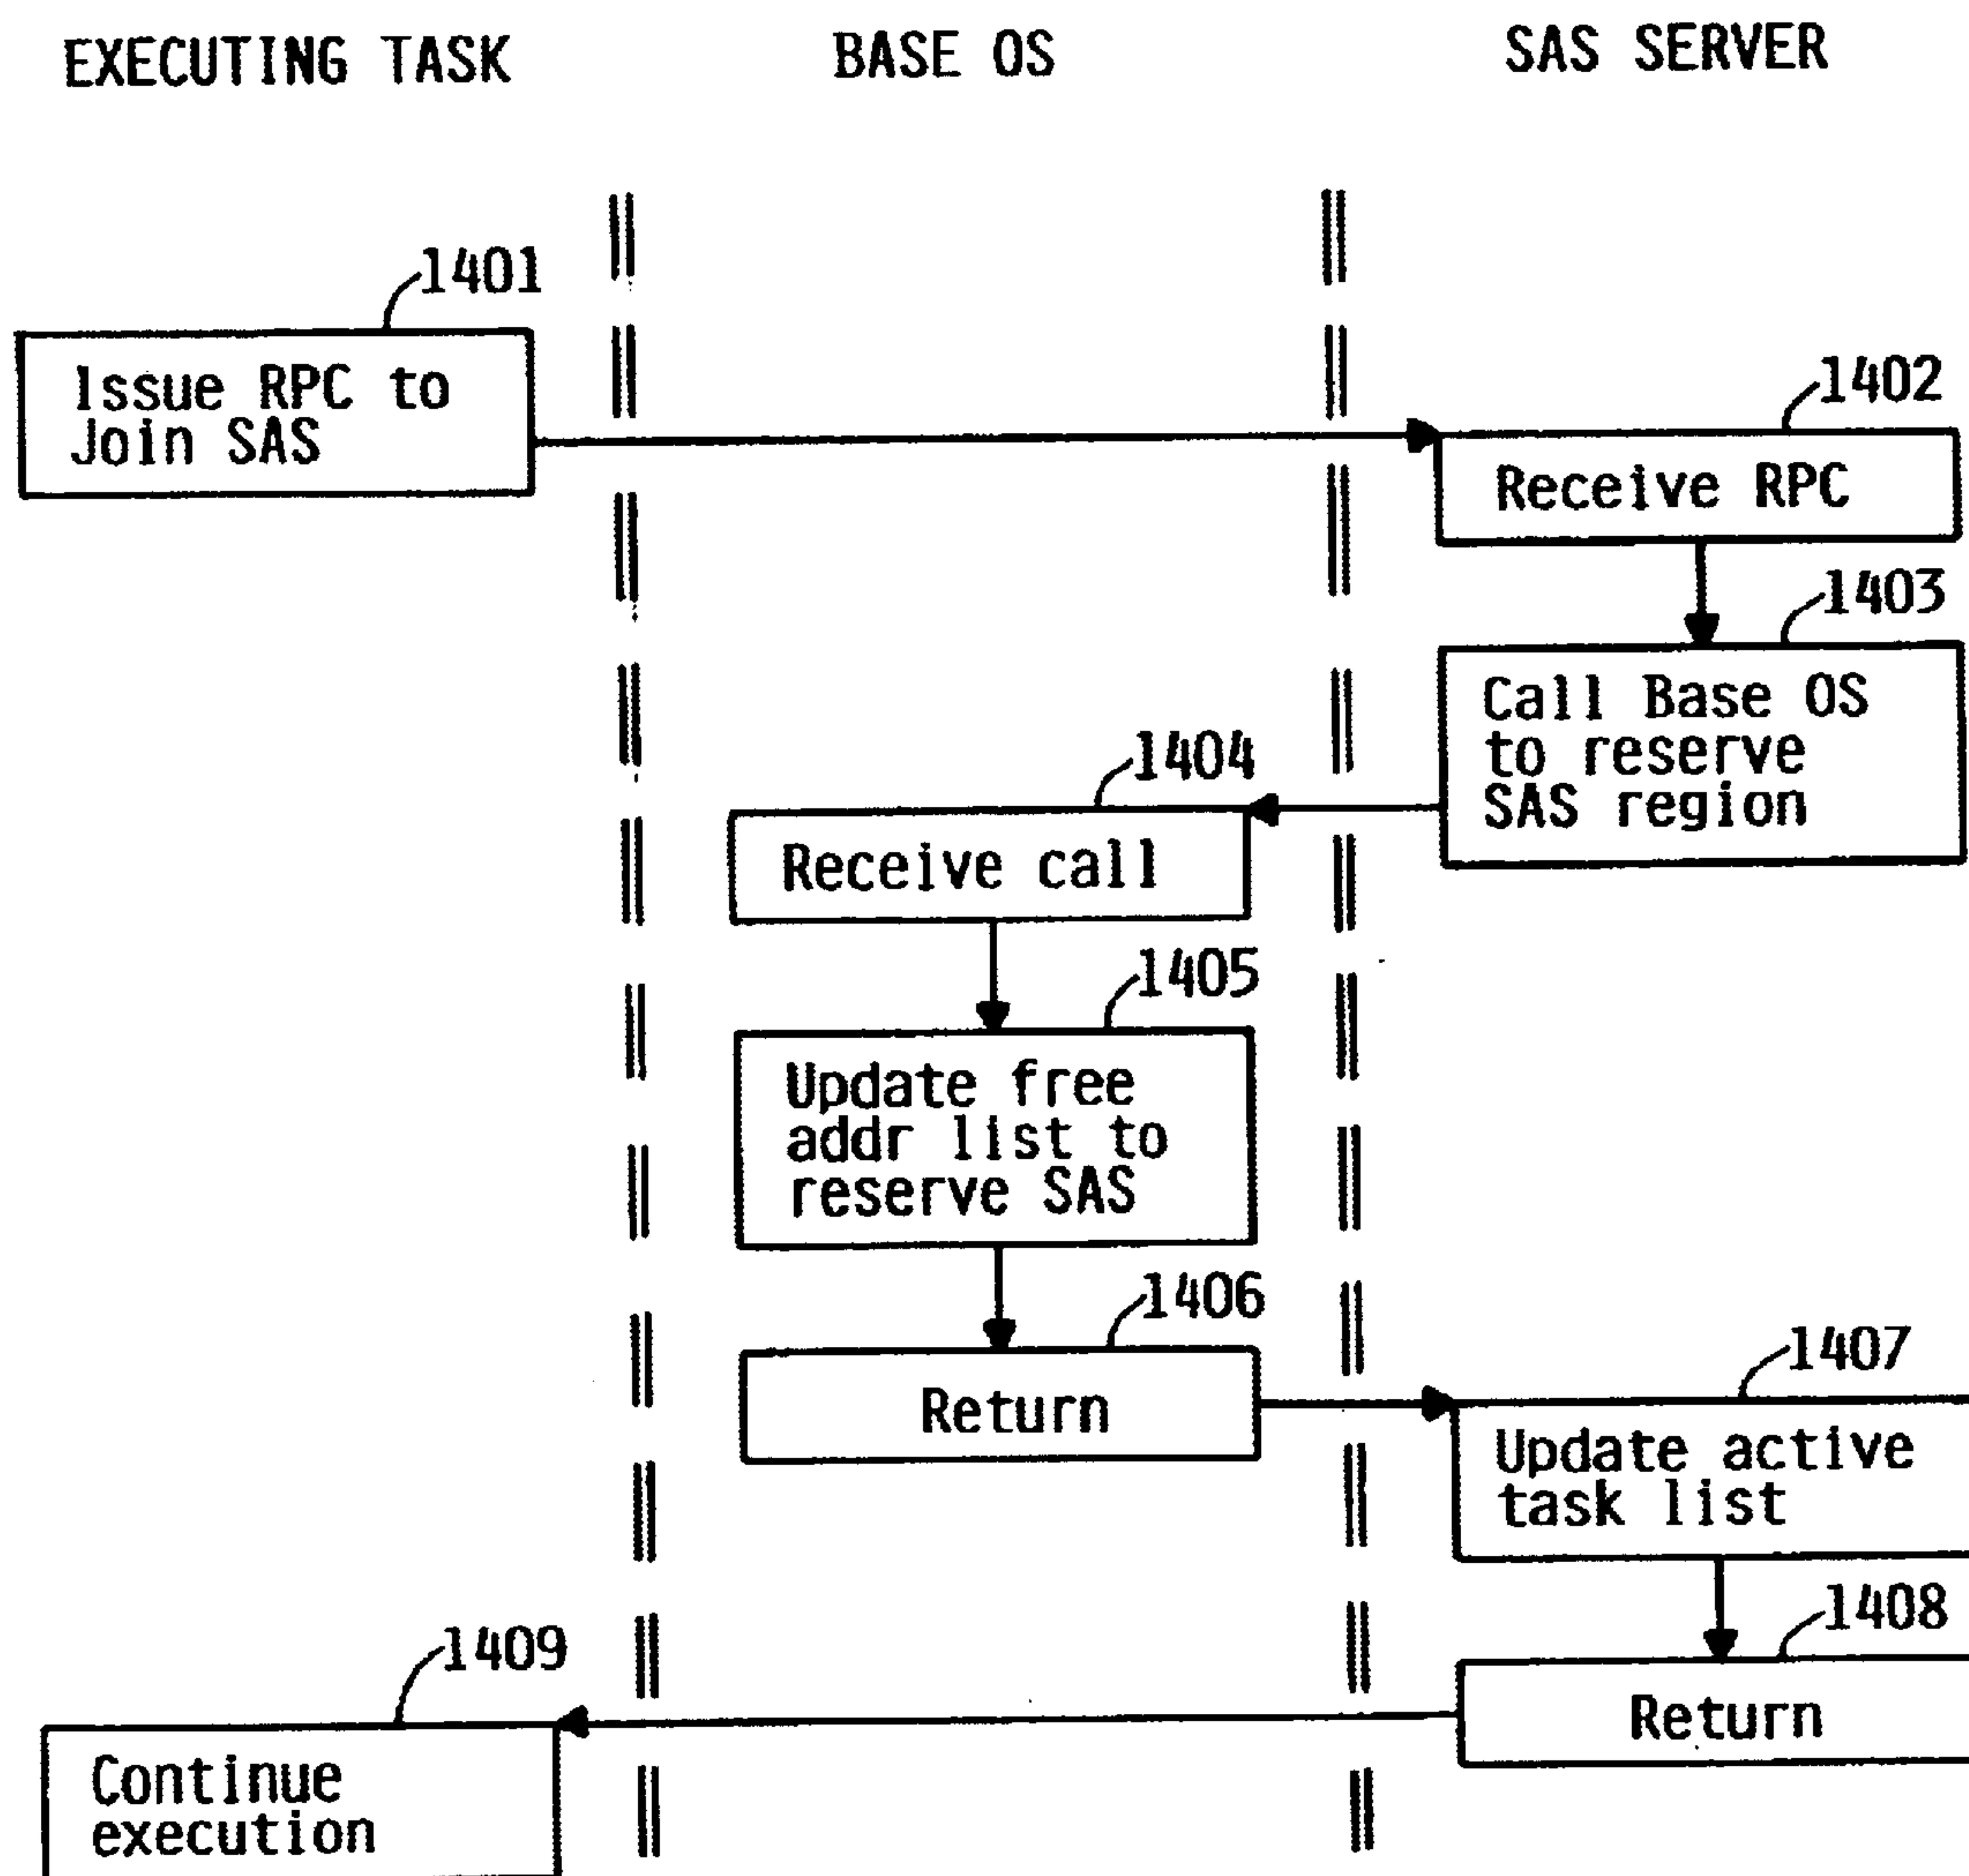 EXECUTING TASK
BASE OS
SAS SERVER
1401
Issue RPC to
Join SAS
1402
Receive RPC
1403
Call Base OS
to reserve
SAS region
1404
Receive call
1405
Update free
addr list to
reserve SAS
1406
Return
1407
Update active
task list
1408
Return
1409
Continue
execution